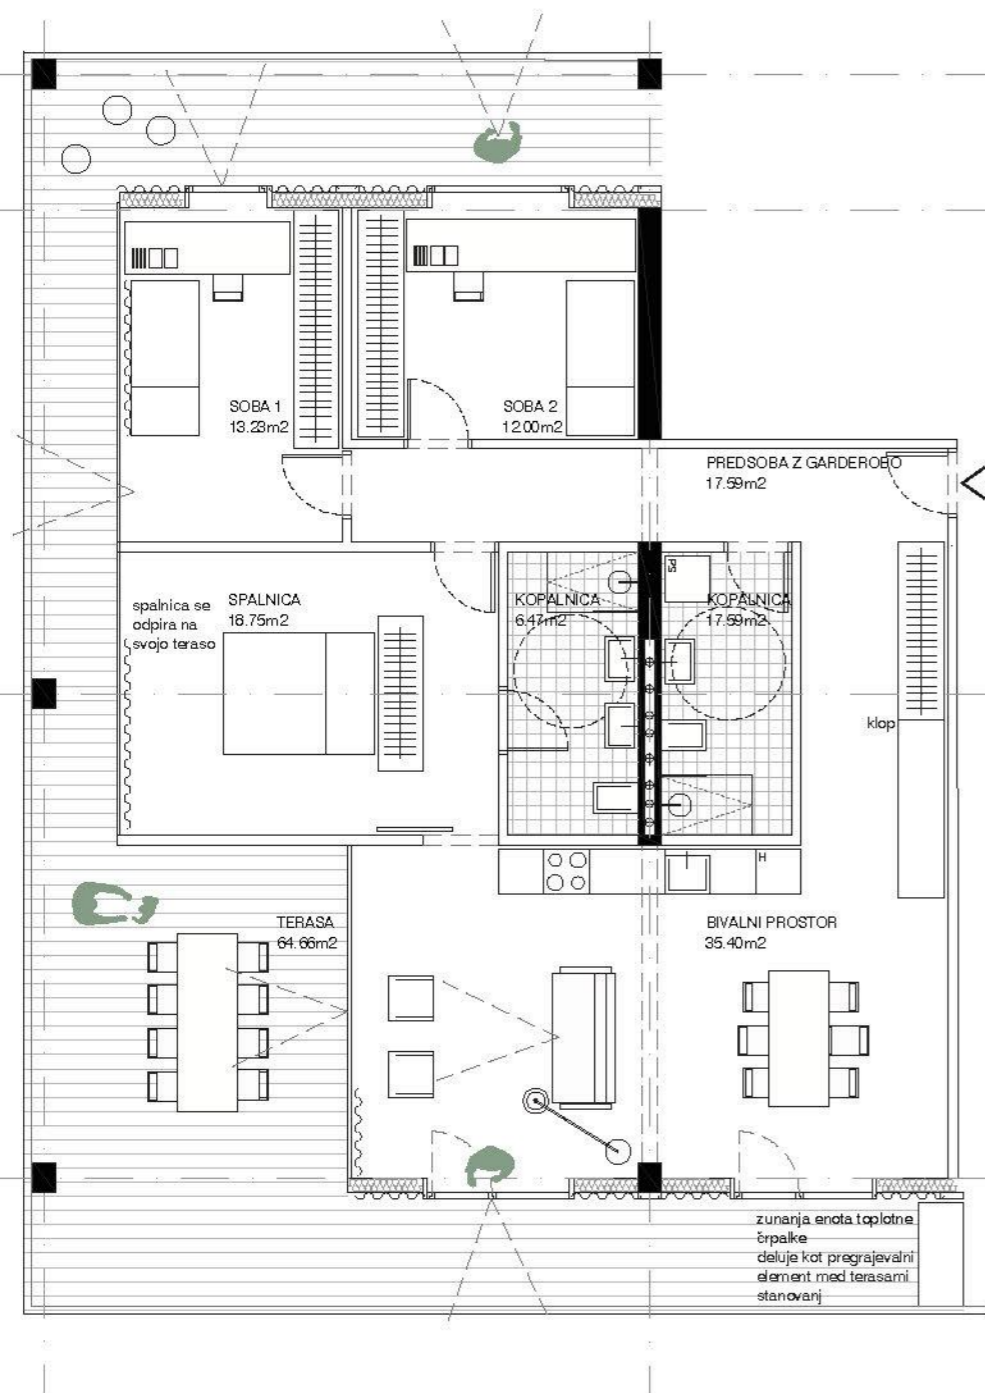 SOBA 1
13.23m2
SOBA 2
12.00m2
PREDSOBA Z GARDEROBO
17.59m2
spalnica se
odpira na
svojo teraso
SPALNICA
18.75m2
KOPALNICA
6.47m2
PS
KOPALNICA
17.59m2
klop
H
TERASA
64.66m2
BIVALNI PROSTOR
35.40m2
zunanja enota toplotne
črpalke
deluje kot pregrajevalni
element med terasami
stanovanj